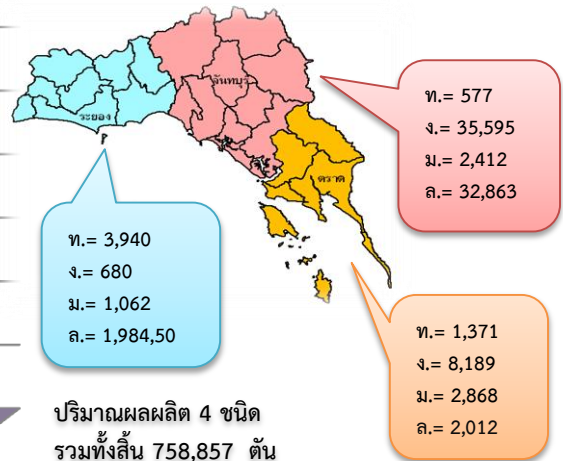 จันทบุรี
ระยอง
ตราด
ท.= 577
ง.= 35,595
ม.= 2,412
ล.= 32,863
ท.= 3,940
ง.= 680
ม.= 1,062
ล.= 1,984,50
ท.= 1,371
ง.= 8,189
ม.= 2,868
ล.= 2,012
ปริมาณผลผลิต 4 ชนิด
รวมทั้งสิ้น 758,857 ตัน